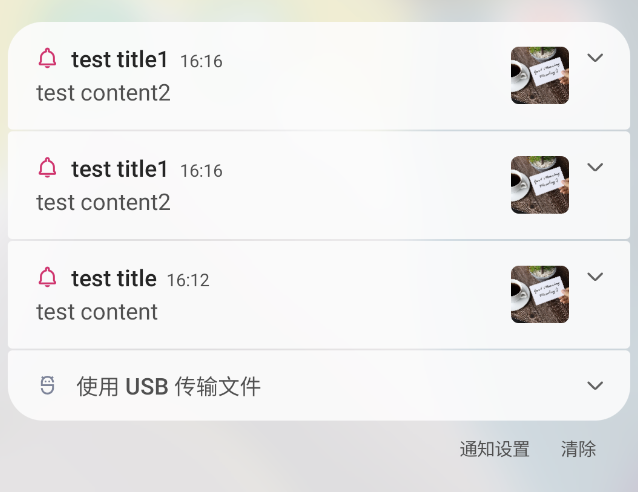 test title1 16:16
test content2
test title1 16:16
test content2
test title 16:12
test content
使用 USB 传输文件
通知设置 清除